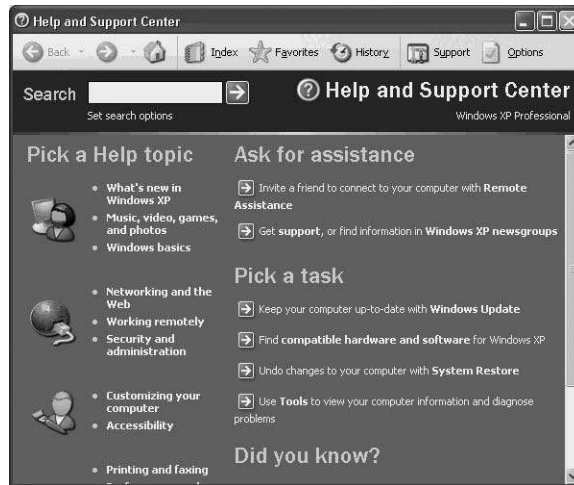 Help and Support Center
Back
Index
Favorites
History
Support
Options
Search
Set search options
Help and Support Center
Windows XP Professional
Pick a Help topic
What's new in
Windows XP
Music, video, games,
and photos
Windows basics
Networking and the
Web
Working remotely
Security and
administration
Customizing your
computer
Accessibility
Printing and faxing
Ask for assistance
Invite a friend to connect to your computer with Remote
Assistance
Get support, or find information in Windows XP newsgroups
Pick a task
Keep your computer up-to-date with Windows Update
Find compatible hardware and software for Windows XP
Undo changes to your computer with System Restore
Use Tools to view your computer information and diagnose
problems
Did you know?